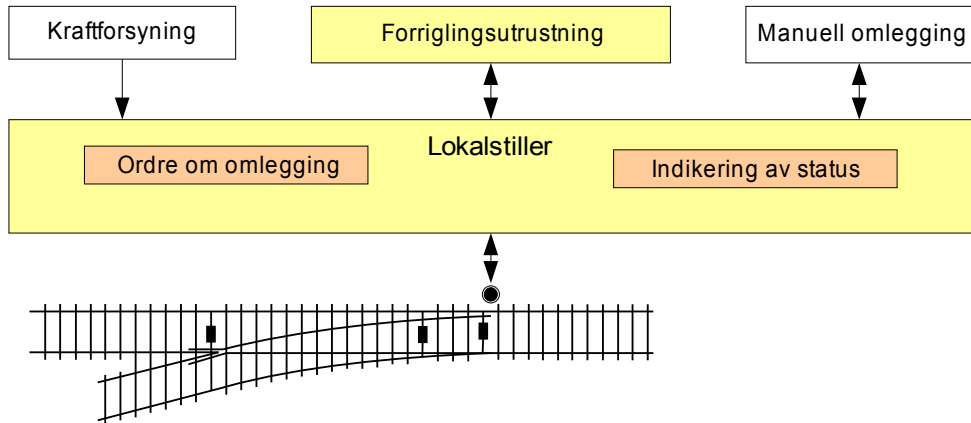 Kraftforsyning
Forriglingsutrustning
Manuell omlegging
Lokalstiller
Ordre om omlegging
Indikering av status